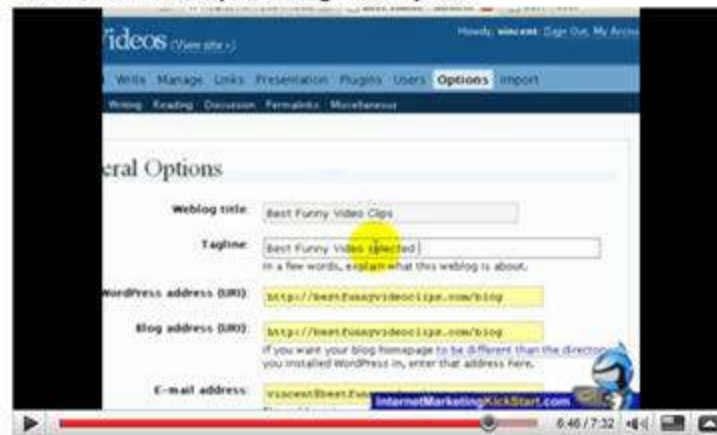 ideos (View site »)
Howdy, vincent. [Sign Out, My Accou
Write Manage Links Presentation Plugins Users Options Import
Writing Reading Discussion Permalinks Miscellaneous
eral Options
Weblog title:
Best Funny Video Clips
Tagline:
Best Funny Video selected
In a few words, explain what this weblog is about.
WordPress address (URI):
http://bestfunnyvideoclips.com/blog
Blog address (URI):
http://bestfunnyvideoclips.com/blog
If you want your blog homepage to be different than the director
you installed WordPress in, enter that address here.
E-mail address:
InternetMarketingKickStart.com
6:46 / 7:32